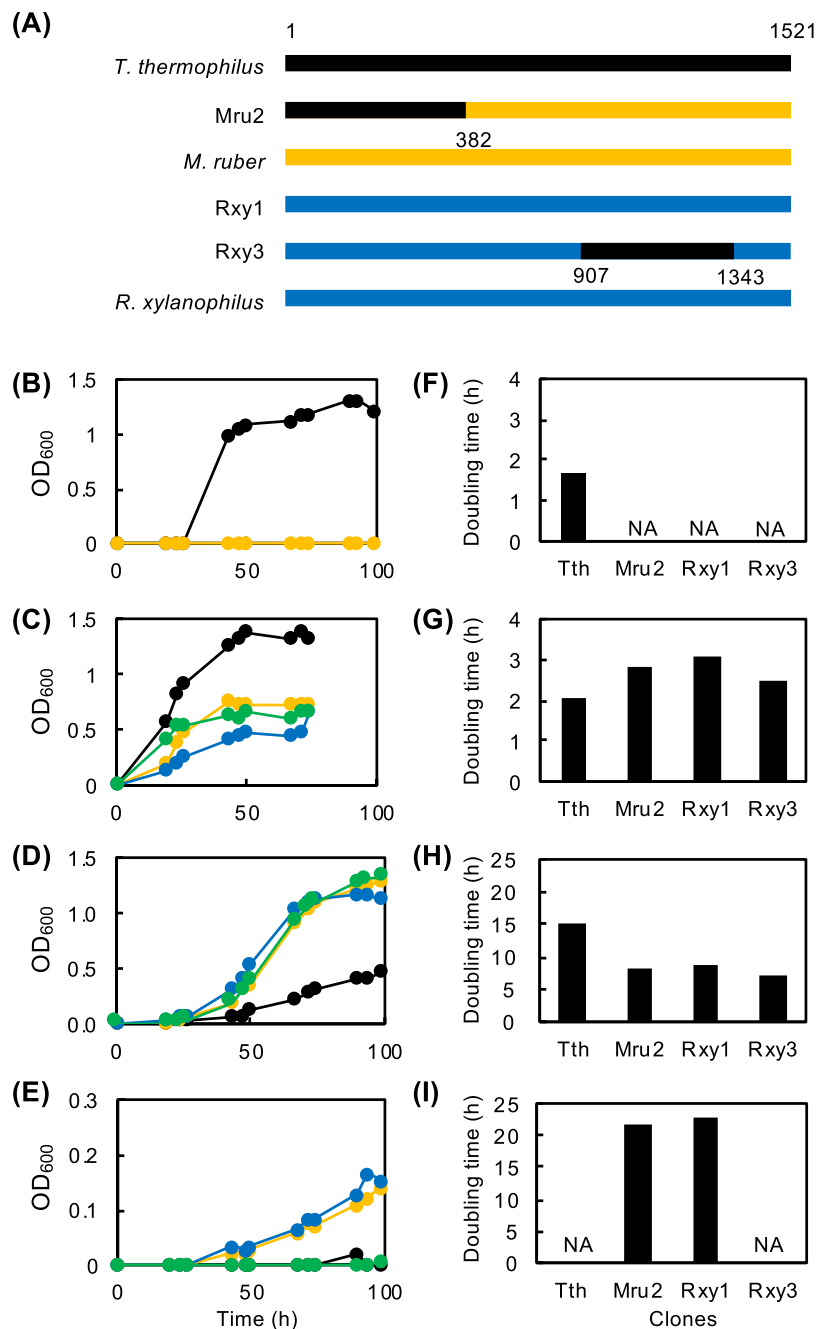 (A)
1 1521
T. thermophilus
Mru2
382
M. ruber
Rxy1
Rxy3
907 1343
R. xylanophilus
(B)
1.5
1
0.5
0
0 50 100
OD600
(F)
4
3
2
1
0
Doubling time (h)
NA NA NA
Tth Mru2 Rxy1 Rxy3
(C)
1.5
1
0.5
0
0 50 100
OD600
(G)
4
3
2
1
0
Doubling time (h)
Tth Mru2 Rxy1 Rxy3
(D)
1.5
1.0
0.5
0.0
0 50 100
OD600
(H)
25
20
15
10
5
0
Doubling time (h)
Tth Mru2 Rxy1 Rxy3
(E)
0.3
0.2
0.1
0
0 50 100
OD600
Time (h)
(I)
25
20
15
10
5
0
Doubling time (h)
NA NA
Tth Mru2 Rxy1 Rxy3
Clones